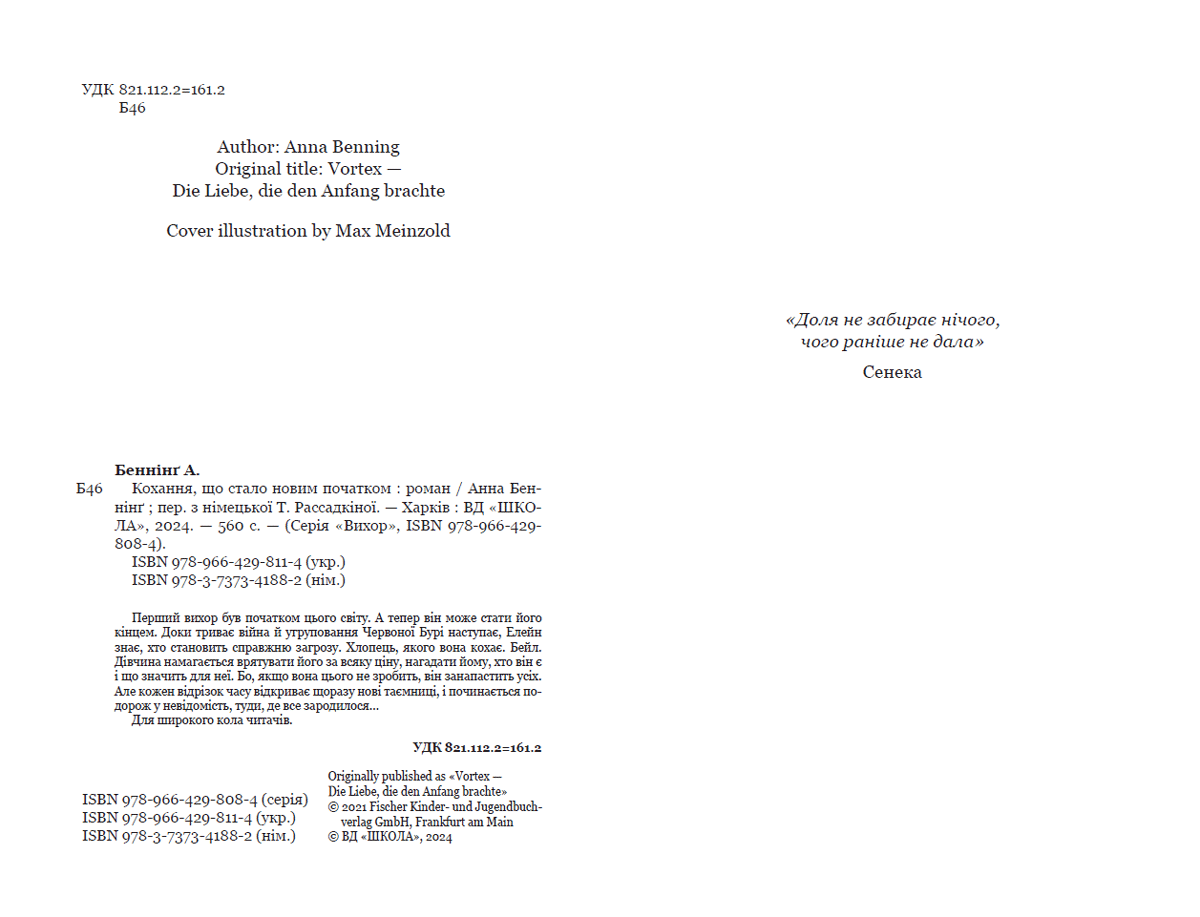 УДК 821.112.2=161.2
Б46
Author: Anna Benning
Original title: Vortex —
Die Liebe, die den Anfang brachte
Cover illustration by Max Meinzold
Беннінґ А.
Б46 Кохання, що стало новим початком : роман / Анна Бен-
нінґ ; пер. з німецької Т. Рассадкіної. — Харків : ВД «ШКО-
ЛА», 2024. — 560 с. — (Серія «Вихор», ISBN 978-966-429-
808-4).
ISBN 978-966-429-811-4 (укр.)
ISBN 978-3-7373-4188-2 (нім.)
Перший вихор був початком цього світу. А тепер він може стати його
кінцем. Доки триває війна й угруповання Червоної Бурі наступає, Елейн
знає, хто становить справжню загрозу. Хлопець, якого вона кохає. Бейл.
Дівчина намагається врятувати його за всяку ціну, нагадати йому, хто він є
і що значить для неї. Бо, якщо вона цього не зробить, він занапастить усіх.
Але кожен відрізок часу відкриває щоразу нові таємниці, і починається по-
дорож у невідомість, туди, де все зародилося...
Для широкого кола читачів.
УДК 821.112.2=161.2
ISBN 978-966-429-808-4 (серія)
ISBN 978-966-429-811-4 (укр.)
ISBN 978-3-7373-4188-2 (нім.)
Originally published as «Vortex —
Die Liebe, die den Anfang brachte»
© 2021 Fischer Kinder- und Jugendbuch-
verlag GmbH, Frankfurt am Main
© ВД «ШКОЛА», 2024
«Доля не забирає нічого,
чого раніше не дала»
Сенека